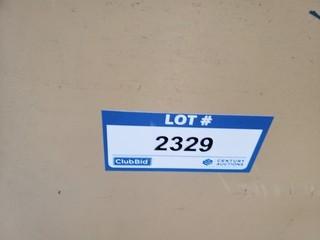 LOT #
2329
ClubBid CENTURY AUCTIONS